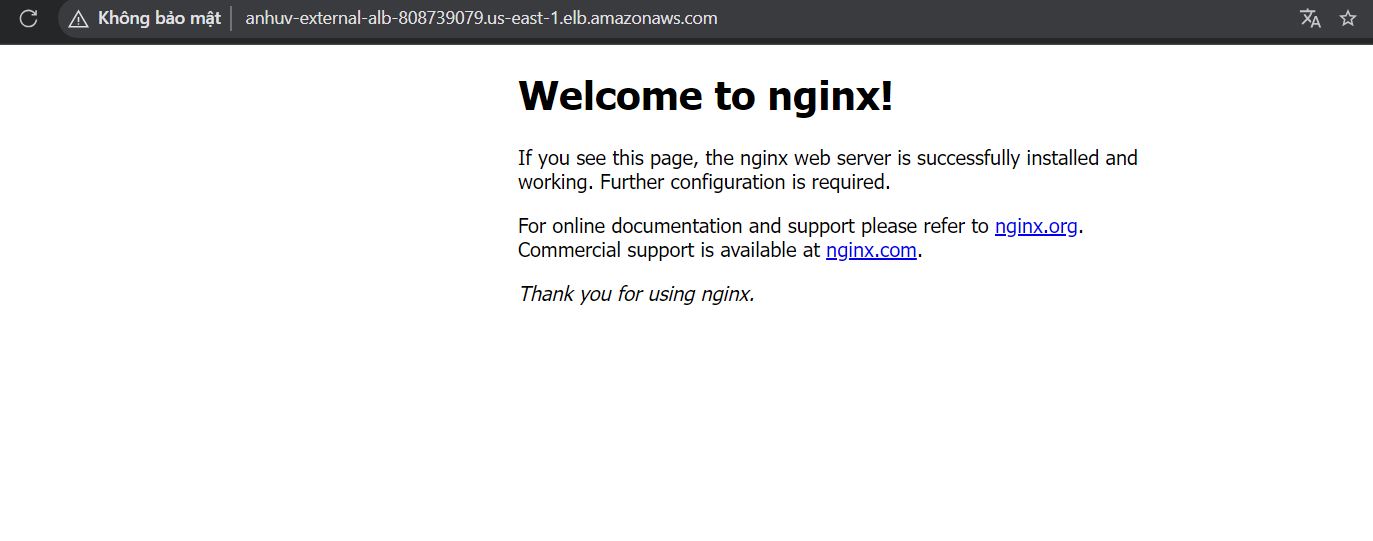 Không bảo mật anhuv-external-alb-808739079.us-east-1.elb.amazonaws.com
Welcome to nginx!
If you see this page, the nginx web server is successfully installed and
working. Further configuration is required.
For online documentation and support please refer to nginx.org.
Commercial support is available at nginx.com.
Thank you for using nginx.